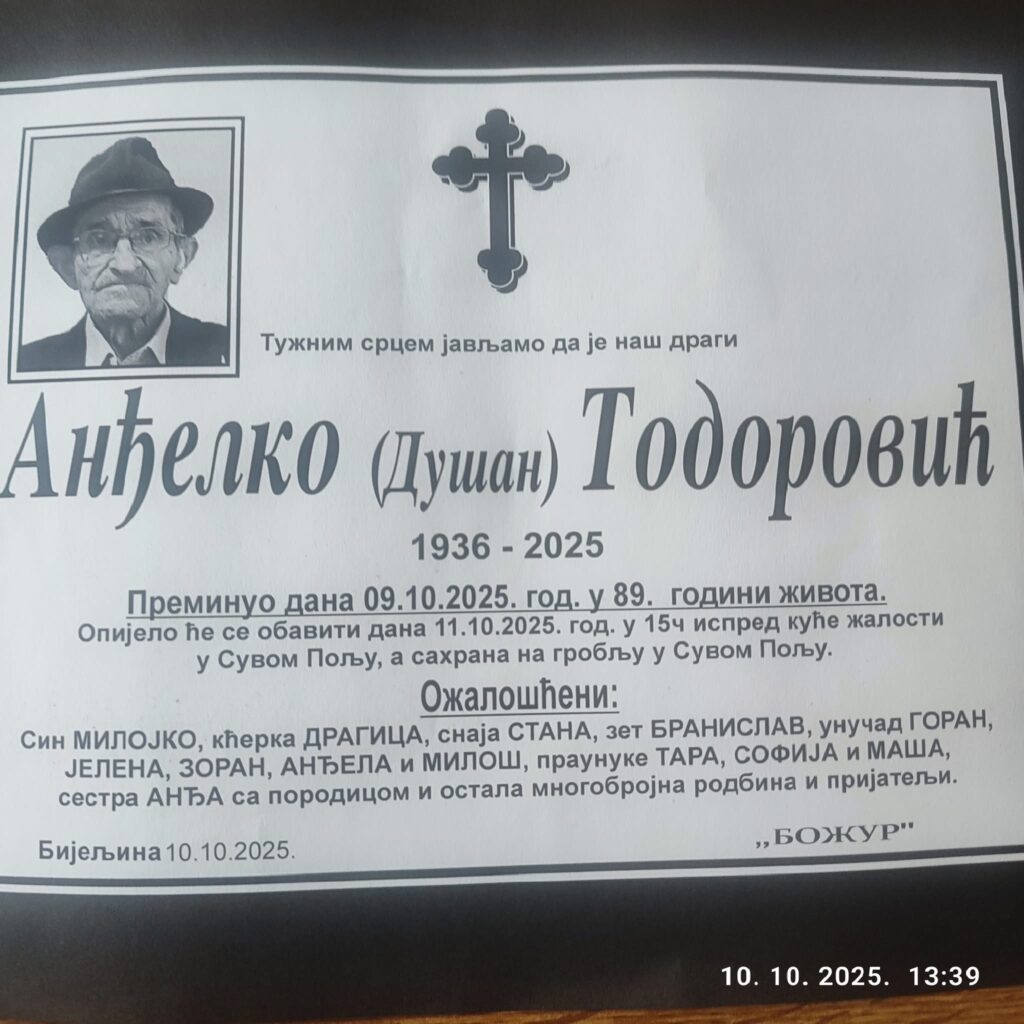 Тужним срцем јављамо да је наш драги
Анђелко (Душан) Тодоровић
1936 - 2025
Преминуо дана 09.10.2025. год. у 89. години живота.
Опијело ће се обавити дана 11.10.2025. год. у 15ч испред куће жалости
у Сувом Пољу, а сахрана на гробљу у Сувом Пољу.
Ожалошћени:
Син МИЛОЈКО, кћерка ДРАГИЦА, снаја СТАНА, зет БРАНИСЛАВ, унучад ГОРАН,
ЈЕЛЕНА, ЗОРАН, АНЂЕЛА и МИЛОШ, праунуке ТАРА, СОФИЈА и МАША,
сестра АНЂА са породицом и остала многобројна родбина и пријатељи.
Бијељина 10.10.2025.
,,БОЖУР"
10. 10. 2025. 13:39